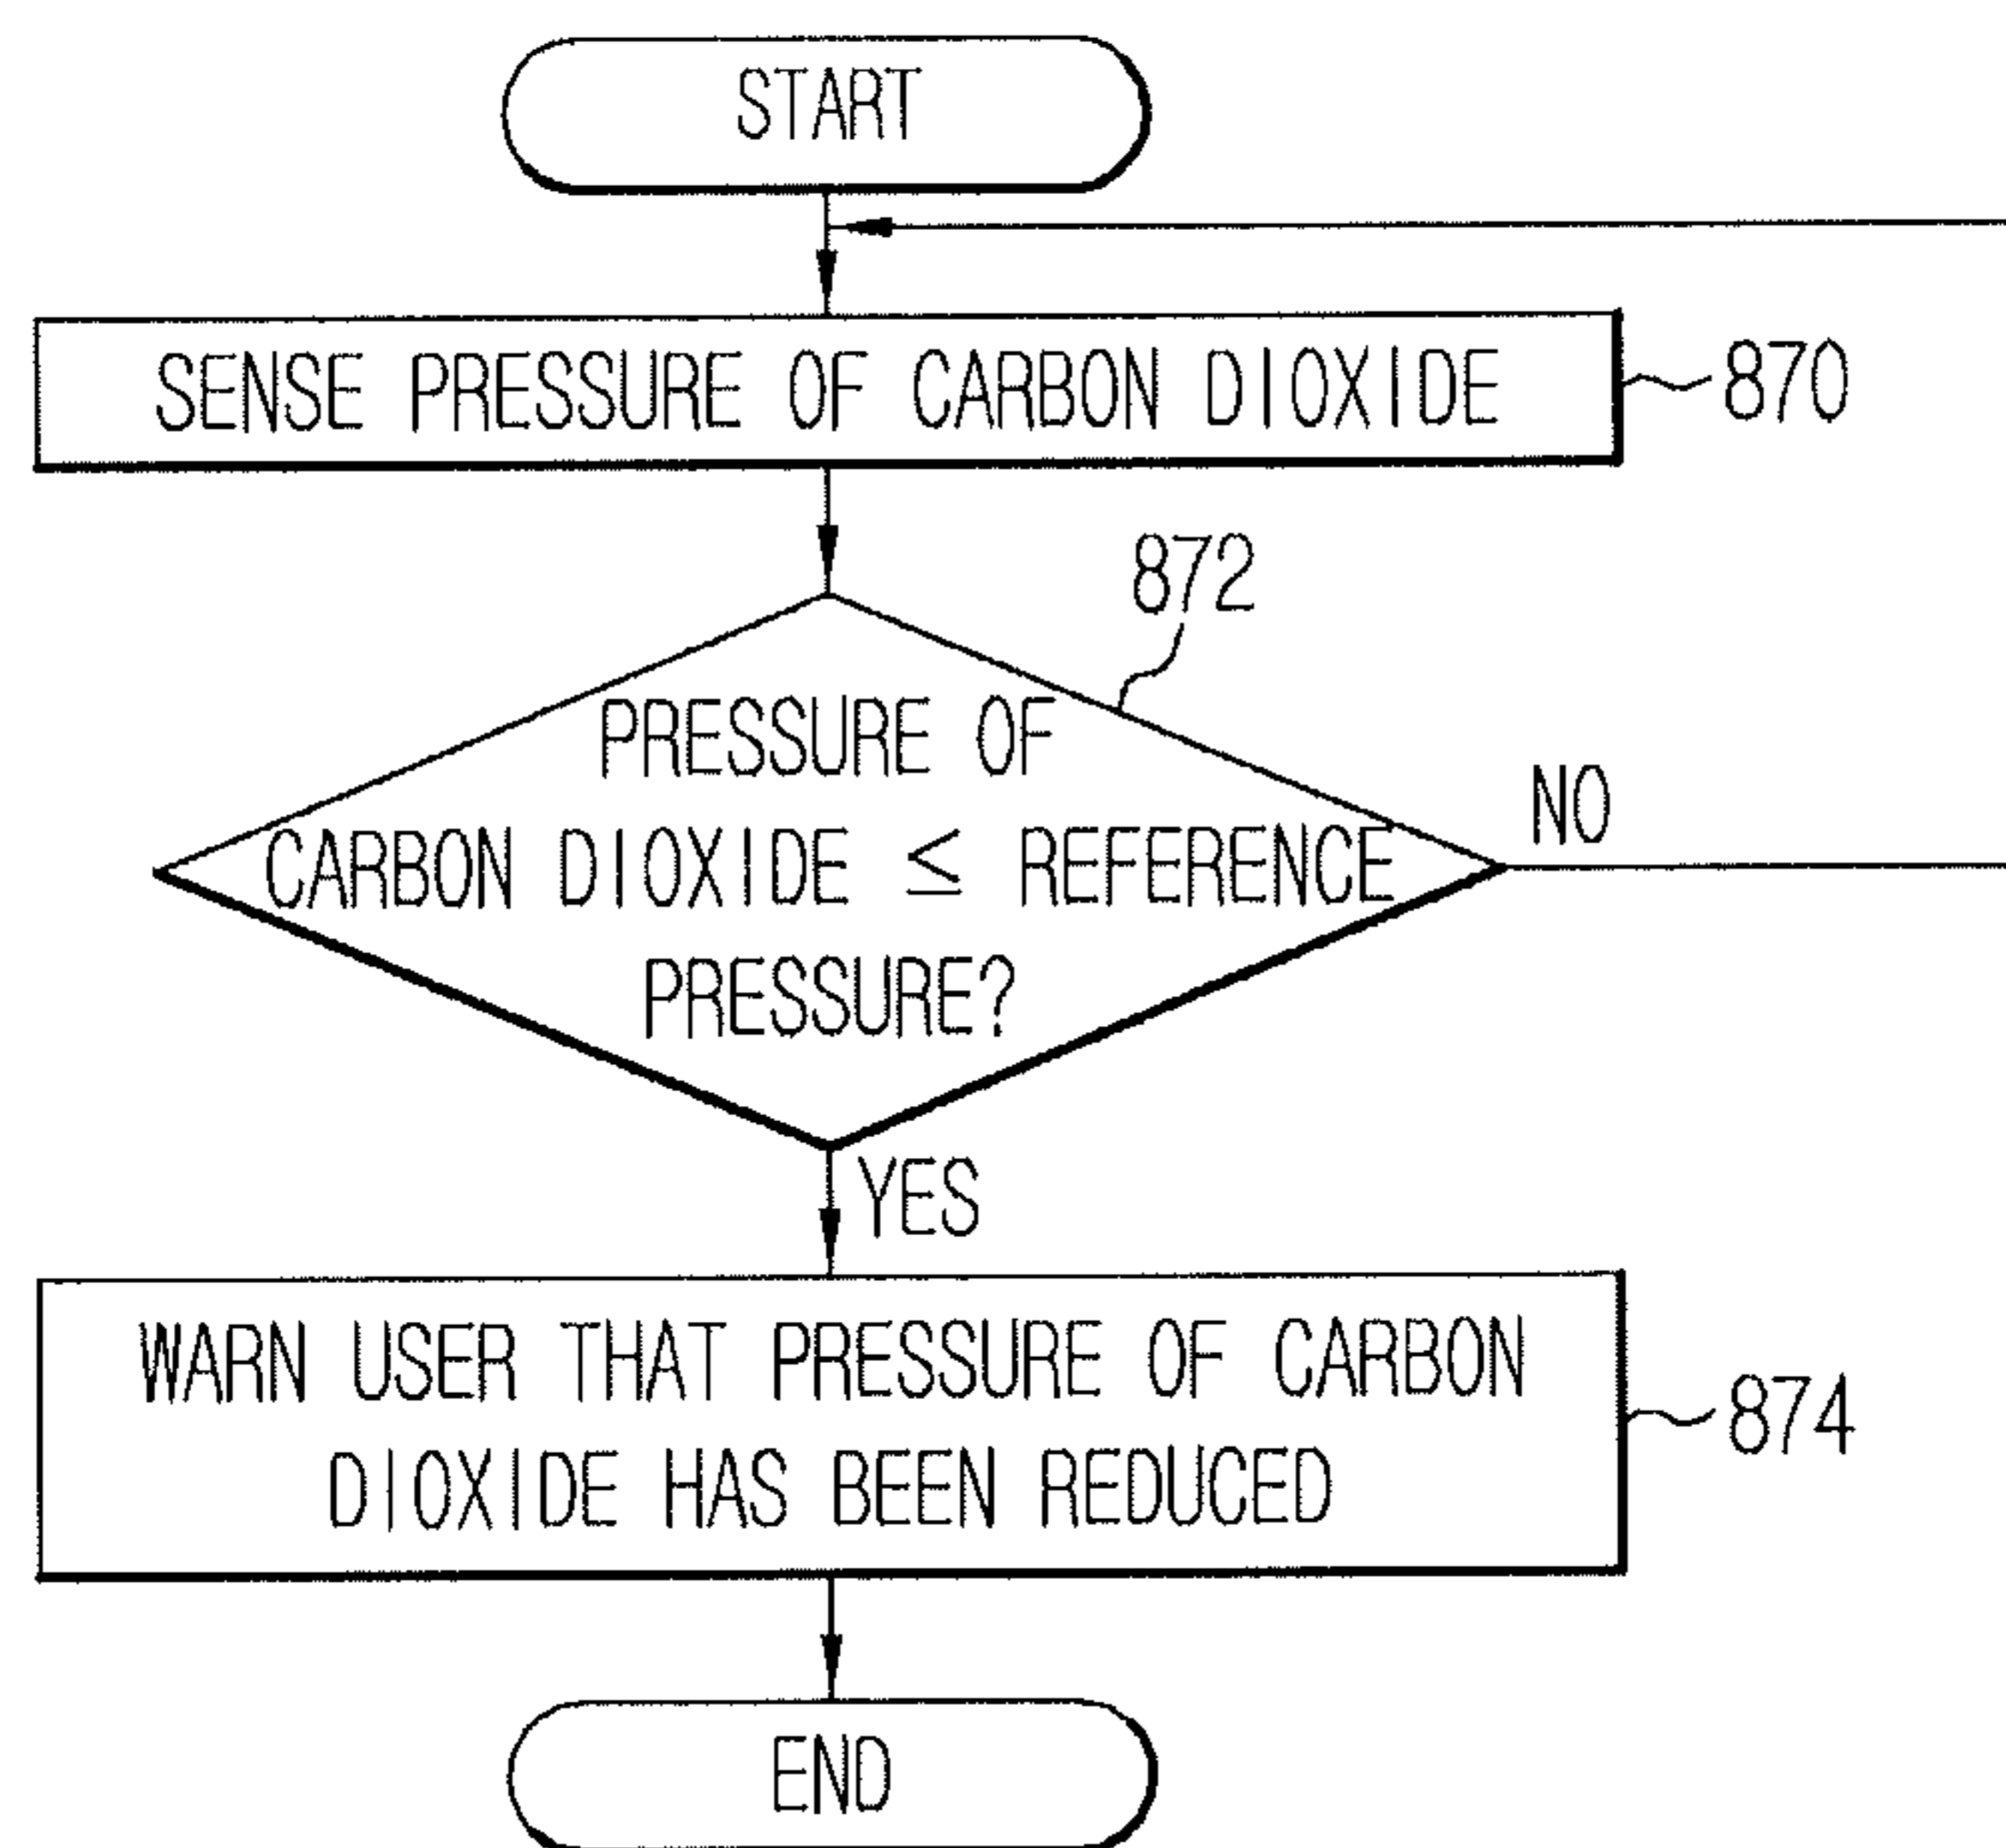 START
SENSE PRESSURE OF CARBON DIOXIDE
870
872
PRESSURE OF
CARBON DIOXIDE ≤ REFERENCE
PRESSURE?
NO
YES
WARN USER THAT PRESSURE OF CARBON
DIOXIDE HAS BEEN REDUCED
874
END